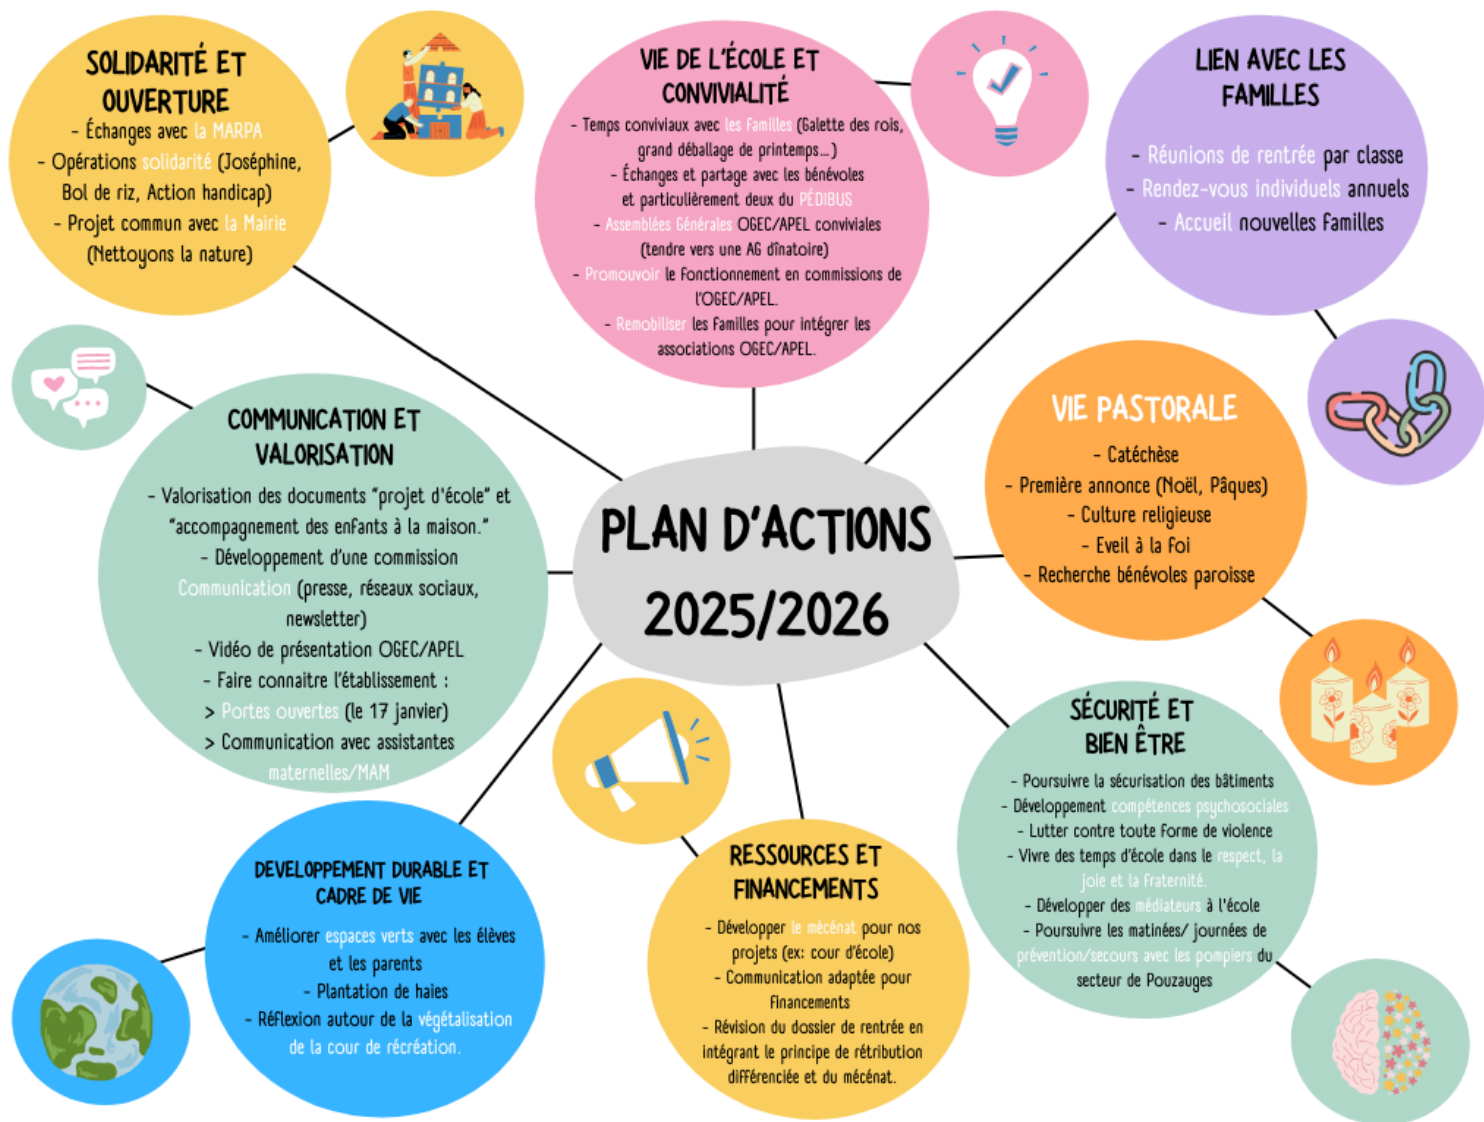 SOLIDARITÉ ET
OUVERTURE
- Échanges avec la MARPA
- Opérations solidarité (Joséphine,
Bol de riz, Action handicap)
- Projet commun avec la Mairie
(Nettoyons la nature)
VIE DE L'ÉCOLE ET
CONVIVIALITÉ
- Temps conviviaux avec les familles (Galette des rois,
grand déballage de printemps...)
- Échanges et partage avec les bénévoles
et particulièrement deux du PÉDIBUS
- Assemblées Générales OGEC/APEL conviviales
(tendre vers une AG dînatoire)
- Promouvoir le fonctionnement en commissions de
l'OGEC/APEL.
- Remobiliser les familles pour intégrer les
associations OGEC/APEL.
LIEN AVEC LES
FAMILLES
- Réunions de rentrée par classe
- Rendez-vous individuels annuels
- Accueil nouvelles familles
COMMUNICATION ET
VALORISATION
- Valorisation des documents "projet d'école" et
"accompagnement des enfants à la maison."
- Développement d'une commission
Communication (presse, réseaux sociaux,
newsletter)
- Vidéo de présentation OGEC/APEL
- Faire connaitre l'établissement :
> Portes ouvertes (le 17 janvier)
> Communication avec assistantes
maternelles/MAM
PLAN D'ACTIONS
2025/2026
VIE PASTORALE
- Catéchèse
- Première annonce (Noël, Pâques)
- Culture religieuse
- Eveil à la foi
- Recherche bénévoles paroisse
DEVELOPPEMENT DURABLE ET
CADRE DE VIE
- Améliorer espaces verts avec les élèves
et les parents
- Plantation de haies
- Réflexion autour de la végétalisation
de la cour de récréation.
RESSOURCES ET
FINANCEMENTS
- Développer le mécénat pour nos
projets (ex: cour d'école)
- Communication adaptée pour
financements
- Révision du dossier de rentrée en
intégrant le principe de rétribution
différenciée et du mécénat.
SÉCURITÉ ET
BIEN ÊTRE
- Poursuivre la sécurisation des bâtiments
- Développement compétences psychosociales
- Lutter contre toute forme de violence
- Vivre des temps d'école dans le respect, la
joie et la fraternité.
- Développer des médiateurs à l'école
- Poursuivre les matinées/ journées de
prévention/secours avec les pompiers du
secteur de Pouzauges